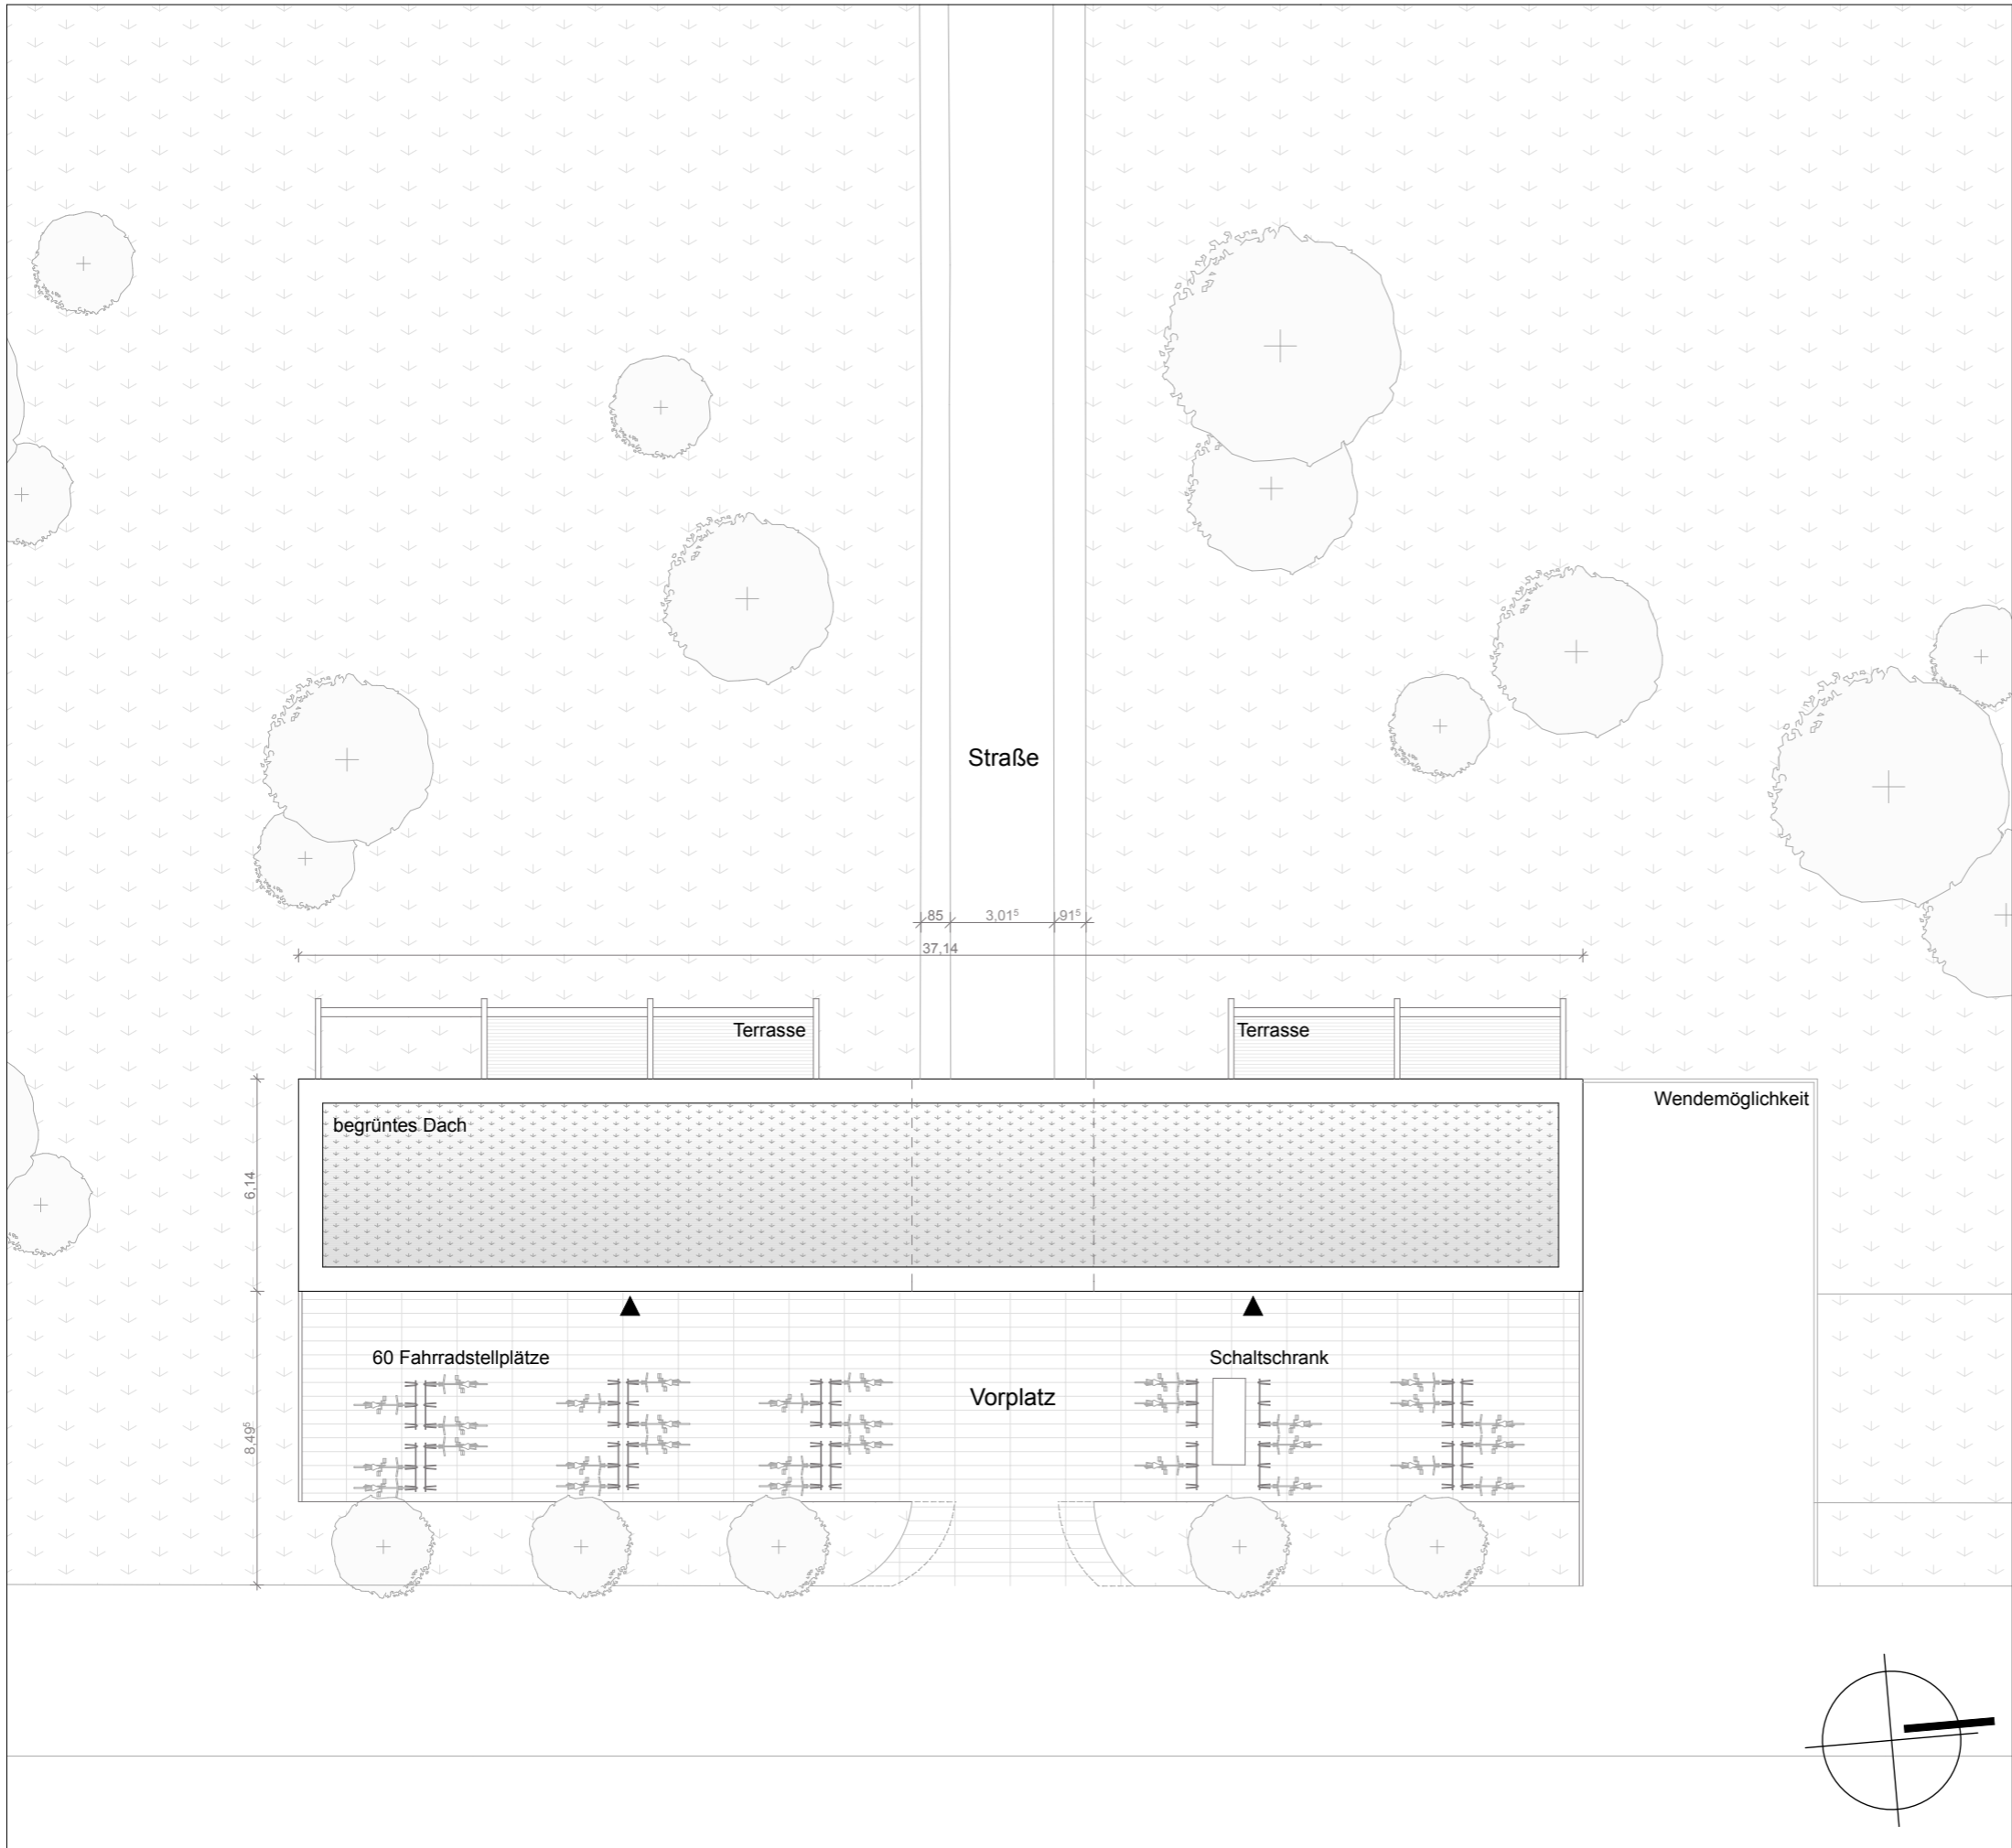 Straße
85 3,01⁵ 91⁵
37,14
Terrasse Terrasse
Wendemöglichkeit
begrüntes Dach
6,14
60 Fahrradstellplätze Schaltschrank
Vorplatz
8,49⁵